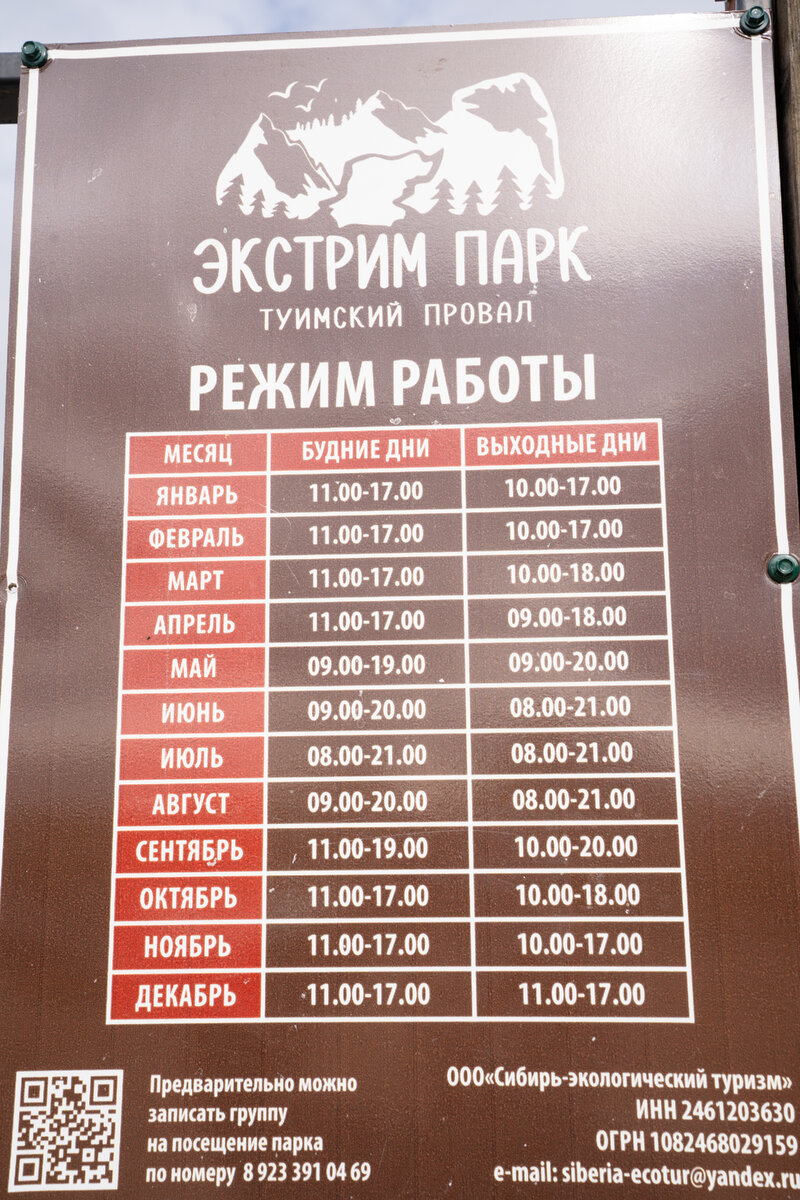 ЭКСТРИМ ПАРК
ТУИМСКИЙ ПРОВАЛ
РЕЖИМ РАБОТЫ
МЕСЯЦ БУДНИЕ ДНИ ВЫХОДНЫЕ ДНИ
ЯНВАРЬ 11.00-17.00 10.00-17.00
ФЕВРАЛЬ 11.00-17.00 10.00-17.00
МАРТ 11.00-17.00 10.00-18.00
АПРЕЛЬ 11.00-17.00 09.00-18.00
МАЙ 09.00-19.00 09.00-20.00
ИЮНЬ 09.00-20.00 08.00-21.00
ИЮЛЬ 08.00-21.00 08.00-21.00
АВГУСТ 09.00-20.00 08.00-21.00
СЕНТЯБРЬ 11.00-19.00 10.00-20.00
ОКТЯБРЬ 11.00-17.00 10.00-18.00
НОЯБРЬ 11.00-17.00 10.00-17.00
ДЕКАБРЬ 11.00-17.00 11.00-17.00
Предварительно можно
записать группу
на посещение парка
по номеру 8 923 391 04 69
ООО«Сибирь-экологический туризм»
ИНН 2461203630
ОГРН 1082468029159
e-mail: siberia-ecotur@yandex.ru